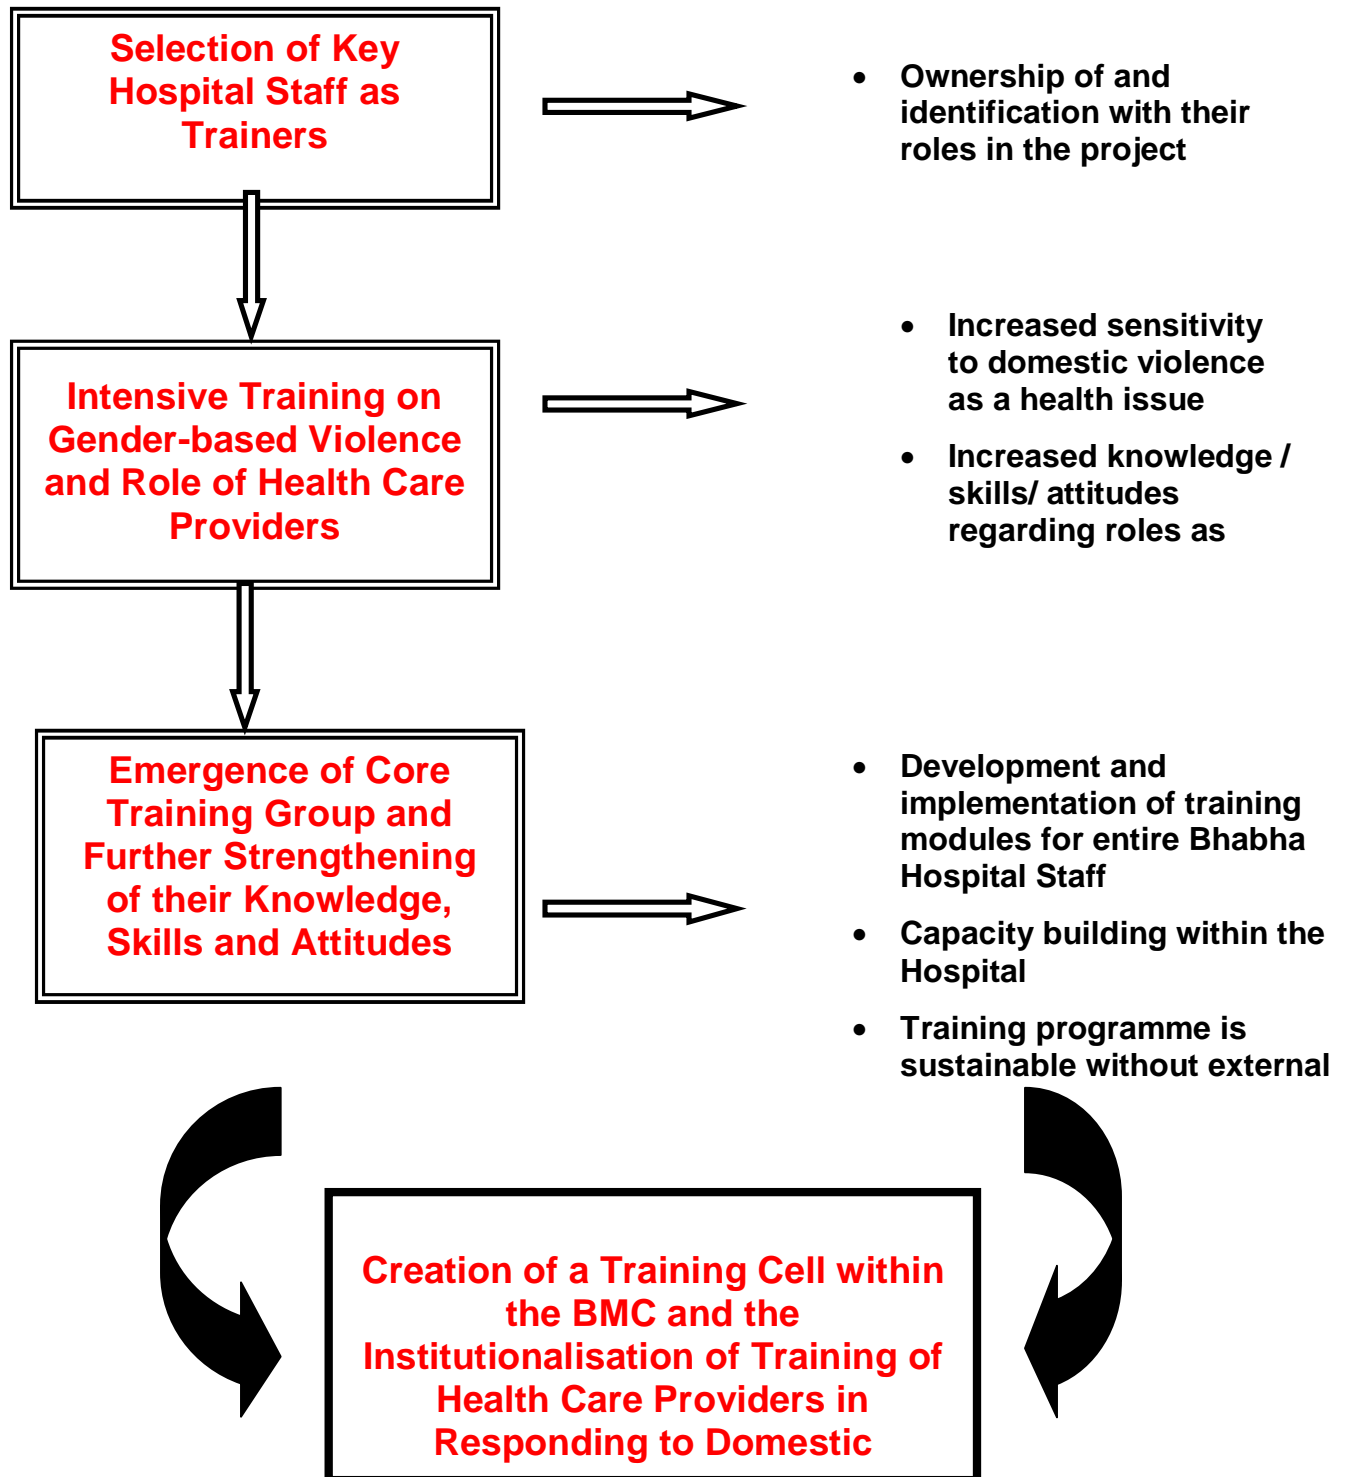 Selection of Key
Hospital Staff as
Trainers
• Ownership of and
identification with their
roles in the project
Intensive Training on
Gender-based Violence
and Role of Health Care
Providers
• Increased sensitivity
to domestic violence
as a health issue
• Increased knowledge /
skills/ attitudes
regarding roles as
Emergence of Core
Training Group and
Further Strengthening
of their Knowledge,
Skills and Attitudes
• Development and
implementation of training
modules for entire Bhabha
Hospital Staff
• Capacity building within the
Hospital
• Training programme is
sustainable without external
Creation of a Training Cell within
the BMC and the
Institutionalisation of Training of
Health Care Providers in
Responding to Domestic